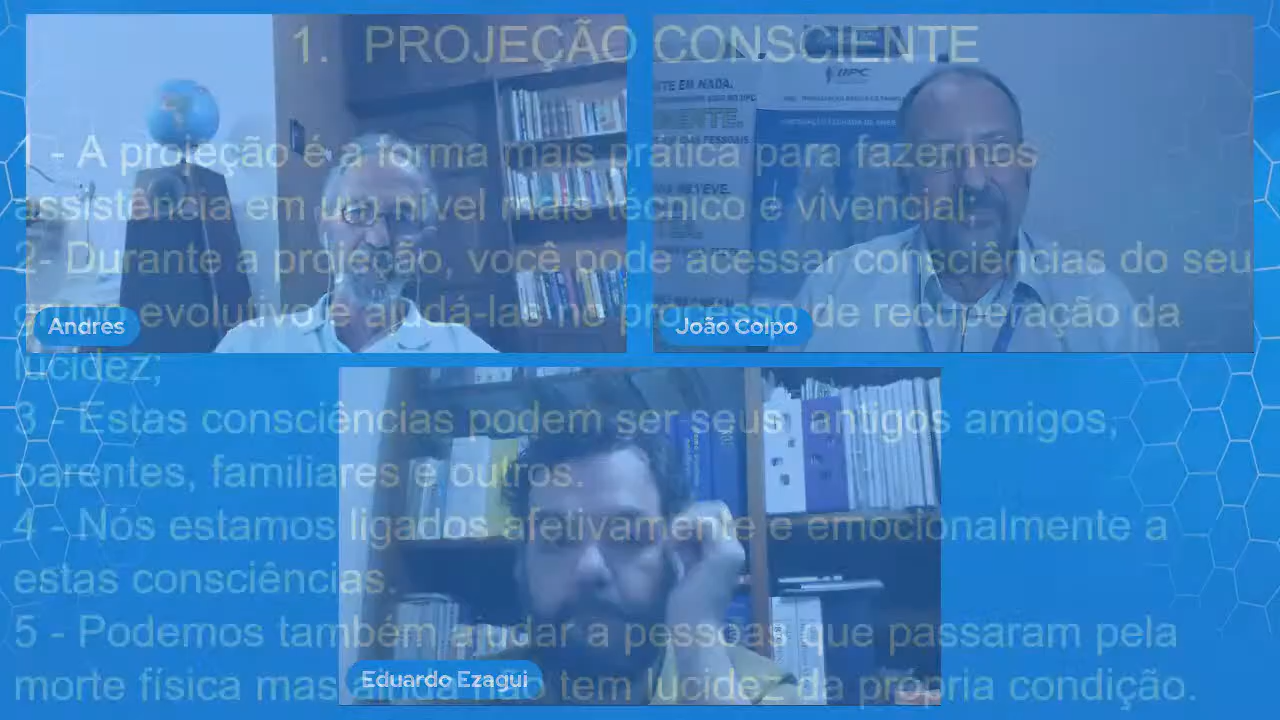 1. PROJEÇÃO CONSCIENTE
IIPC
TE EM NADA.
- A projeção é a forma mais prática para fazermos
assistência em um nível mais técnico e vivencial.
2- Durante a projeção, você pode acessar consciências do seu
grupo evolutivo e ajudá-las no processo de recuperação da
lucidez;
Andres
João Colpo
3 - Estas consciências podem ser seus antigos amigos,
parentes, familiares e outros.
4 - Nós estamos ligados afetivamente e emocionalmente a
estas consciências.
5 - Podemos também ajudar a pessoas que passaram pela
morte física mas ainda não tem lucidez da própria condição.
Eduardo Ezagui